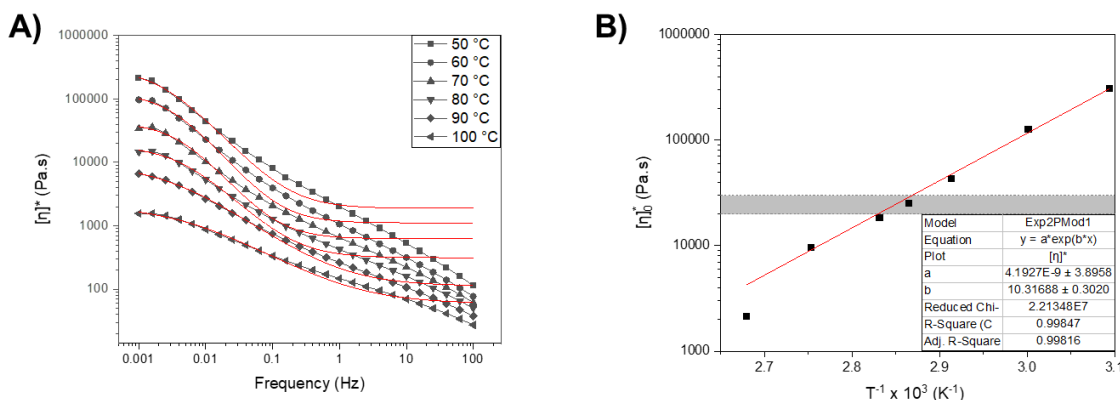 A)
[η]* (Pa.s)
1000000
100000
10000
1000
100
0.001 0.01 0.1 1 10 100
Frequency (Hz)
50 °C
60 °C
70 °C
80 °C
90 °C
100 °C
B)
[η]*0 (Pa.s)
1000000
100000
10000
1000
2.7 2.8 2.9 3.0 3.1
T-1 x 103 (K-1)
Model Exp2PMod1
Equation y = a*exp(b*x)
Plot [η]*
a 4.1927E-9 ± 3.8958
b 10.31688 ± 0.3020
Reduced Chi- 2.21348E7
R-Square (C 0.99847
Adj. R-Square 0.99816